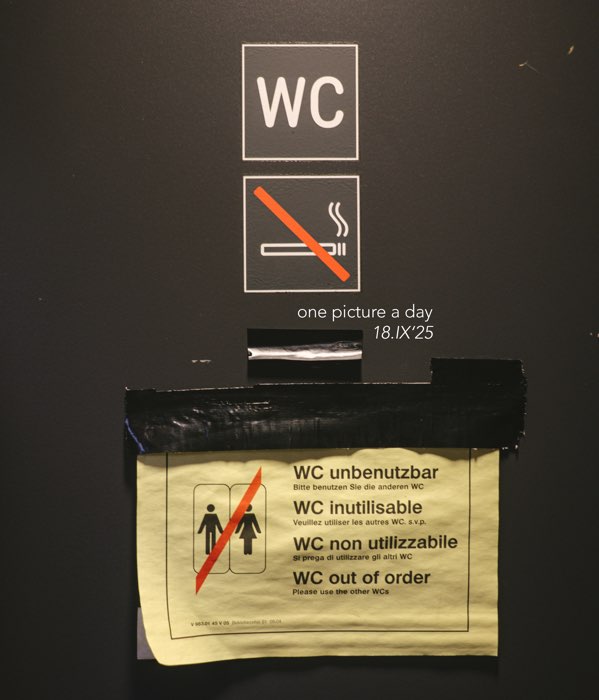 WC
one picture a day
18.IX'25
WC unbenutzbar
Bitte benutzen Sie die anderen WC
WC inutilisable
Veuillez utiliser les autres WC. s.v.p.
WC non utilizzabile
Si prega di utilizzare gli altri WC
WC out of order
Please use the other WCs